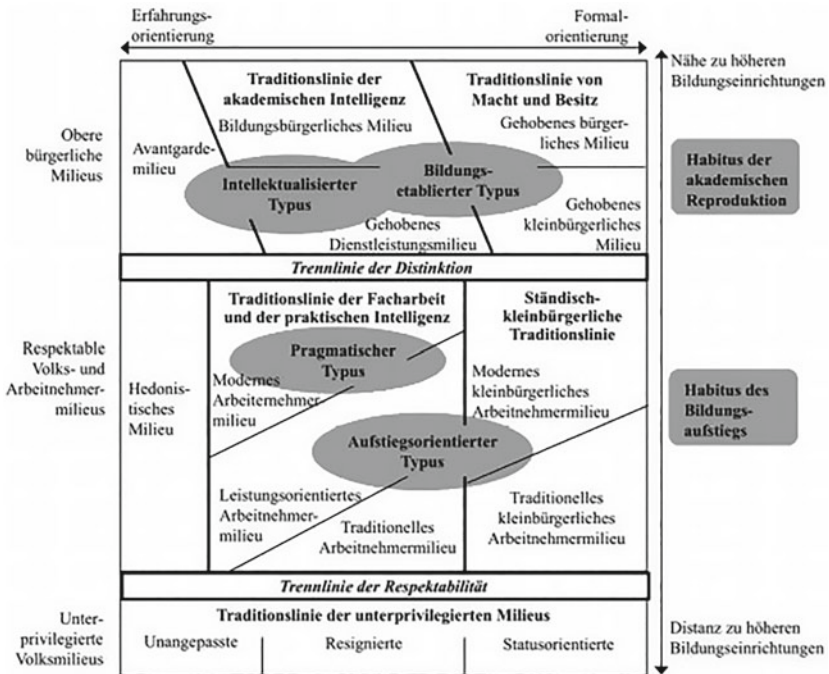 Erfahrungs-
orientierung
Formal-
orientierung
Nähe zu höheren
Bildungseinrichtungen
Obere
bürgerliche
Milieus
Traditionslinie der
akademischen Intelligenz
Traditionslinie von
Macht und Besitz
Bildungsbürgerliches Milieu
Gehobenes bürger-
liches Milieu
Avantgarde-
milieu
Intellektualisierter
Typus
Bildungs-
etablierter Typus
Gehobenes
Dienstleistungsmilieu
Gehobenes
kleinbürgerliches
Milieu
Habitus der
akademischen
Reproduktion
Trennlinie der Distinktion
Respektable
Volks- und
Arbeitnehmer-
milieus
Traditionslinie der Facharbeit
und der praktischen Intelligenz
Ständisch-
kleinbürgerliche
Traditionslinie
Hedonis-
tisches
Milieu
Pragmatischer
Typus
Modernes
Arbeiternehmer
milieu
Modernes
kleinbürgerliches
Arbeitnehmermilieu
Habitus des
Bildungs-
aufstiegs
Aufstiegsorientierter
Typus
Leistungsorientiertes
Arbeitnehmer-
milieu
Traditionelles
Arbeitnehmermilieu
Traditionelles
kleinbürgerliches
Arbeitnehmermilieu
Trennlinie der Respektabilität
Unter-
privilegierte
Volksmilieus
Traditionslinie der unterprivilegierten Milieus
Unangepasste
Resignierte
Statusorientierte
Distanz zu höheren
Bildungseinrichtungen